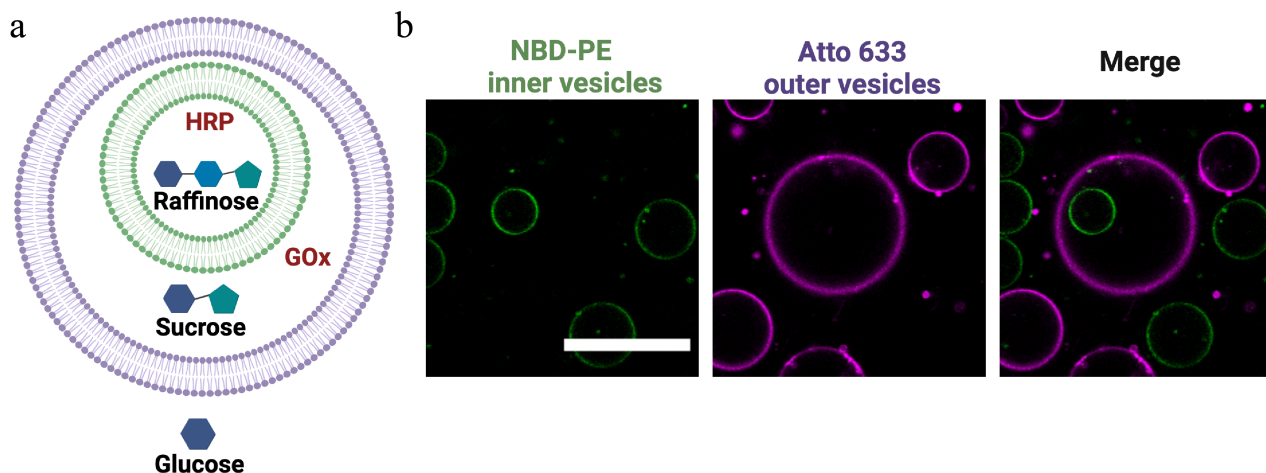 a
HRP
Raffinose
GOx
Sucrose
Glucose
b
NBD-PE
inner vesicles
Atto 633
outer vesicles
Merge